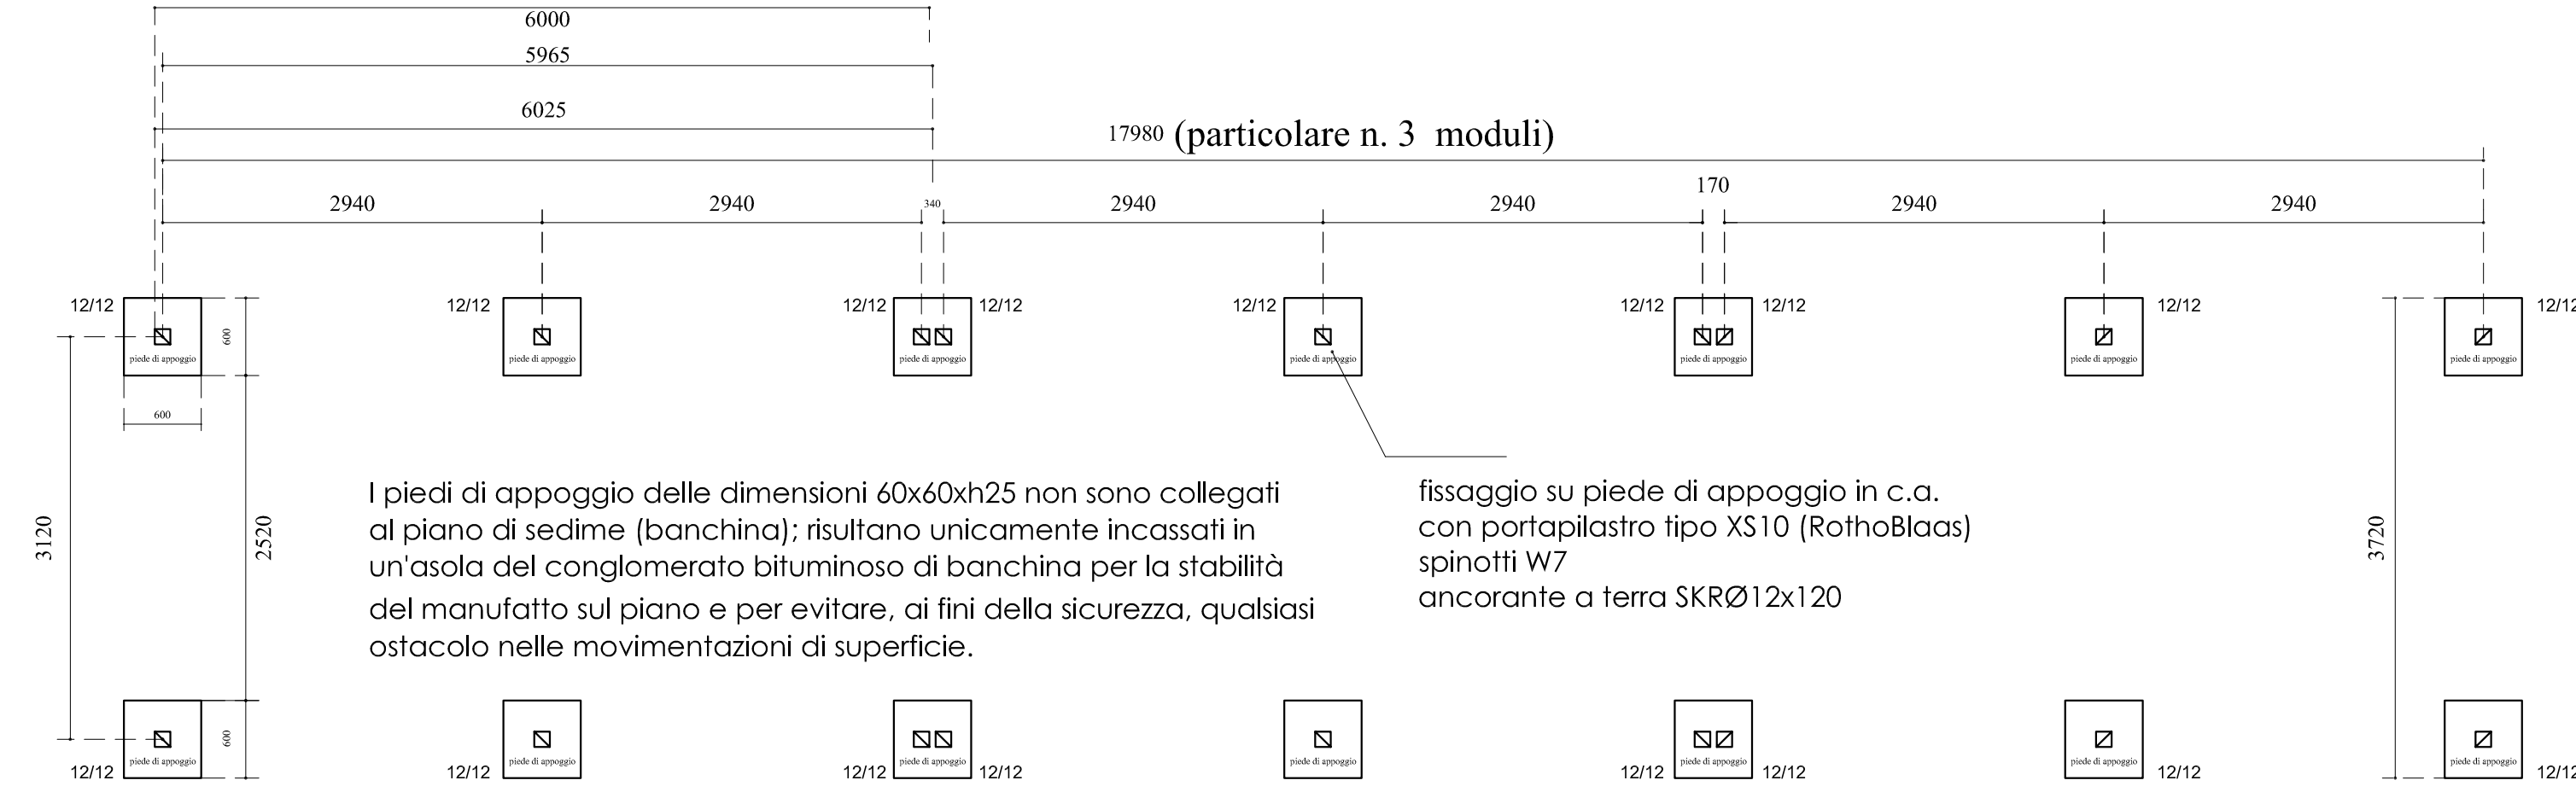 6000
5965
6025
17980 (particolare n. 3 moduli)
170
2940 2940 340 2940 2940 2940 2940
12/12 12/12 12/12 12/12 12/12 12/12 12/12 12/12 12/12
600
piede di appoggio piede di appoggio piede di appoggio piede di appoggio piede di appoggio piede di appoggio piede di appoggio
600
I piedi di appoggio delle dimensioni 60x60xh25 non sono collegati
al piano di sedime (banchina); risultano unicamente incassati in
un'asola del conglomerato bituminoso di banchina per la stabilità
del manufatto sul piano e per evitare, ai fini della sicurezza, qualsiasi
ostacolo nelle movimentazioni di superficie.
fissaggio su piede di appoggio in c.a.
con portapilastro tipo XS10 (RothoBlaas)
spinotti W7
ancorante a terra SKRØ12x120
3120
2520
3720
600
piede di appoggio piede di appoggio piede di appoggio piede di appoggio piede di appoggio piede di appoggio piede di appoggio
12/12 12/12 12/12 12/12 12/12 12/12 12/12 12/12